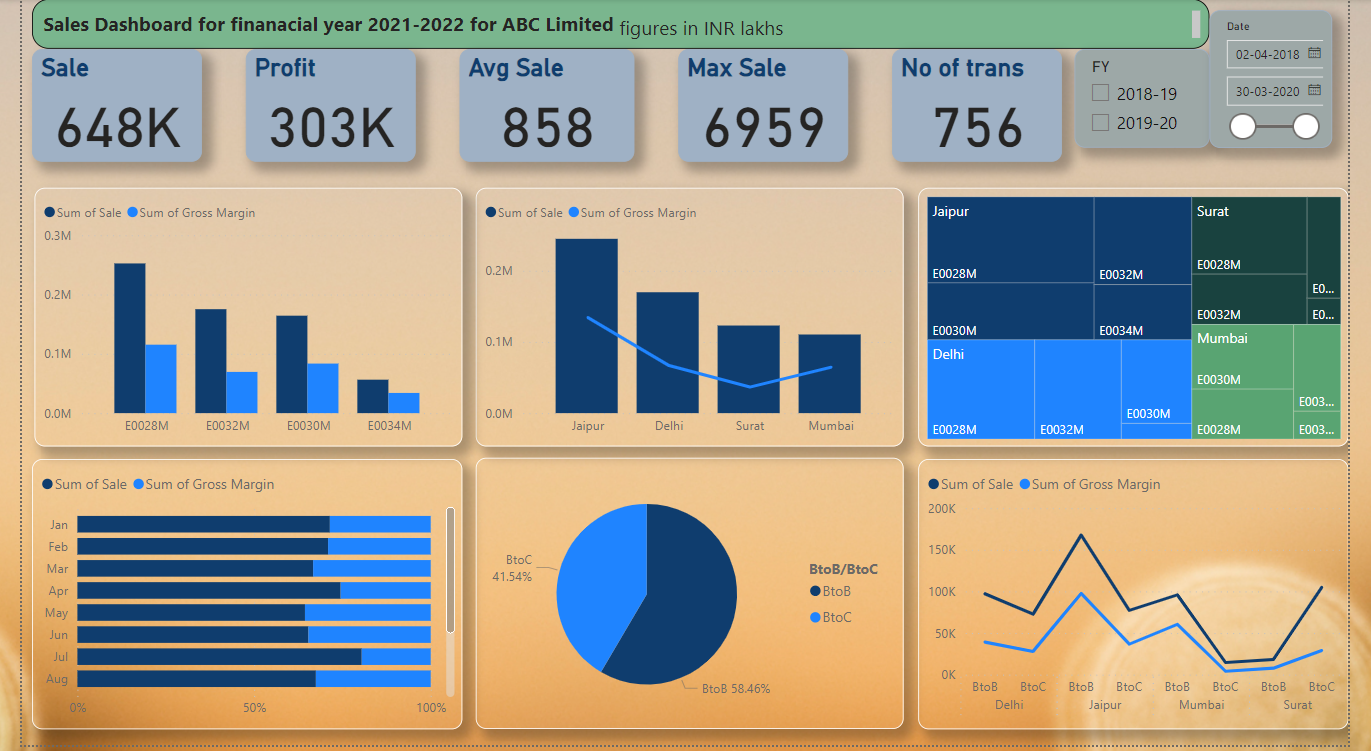 Sales Dashboard for finanacial year 2021-2022 for ABC Limited figures in INR lakhs
Date
02-04-2018
30-03-2020
Sale
648K
Profit
303K
Avg Sale
858
Max Sale
6959
No of trans
756
FY
2018-19
2019-20
Sum of Sale Sum of Gross Margin
0.3M
0.2M
0.1M
0.0M
E0028M E0032M E0030M E0034M
Sum of Sale Sum of Gross Margin
0.2M
0.1M
0.0M
Jaipur Delhi Surat Mumbai
Jaipur
E0028M
E0032M
E0030M
E0034M
Surat
E0028M
E0...
E0032M
E0...
Delhi
E0028M
E0032M
E0030M
Mumbai
E0030M
E003...
E0028M
E003...
Sum of Sale Sum of Gross Margin
Jan
Feb
Mar
Apr
May
Jun
Jul
Aug
0% 50% 100%
BtoC
41.54%
BtoB 58.46%
BtoB/BtoC
BtoB
BtoC
Sum of Sale Sum of Gross Margin
200K
150K
100K
50K
0K
BtoB BtoC BtoB BtoC BtoB BtoC BtoB BtoC
Delhi Jaipur Mumbai Surat